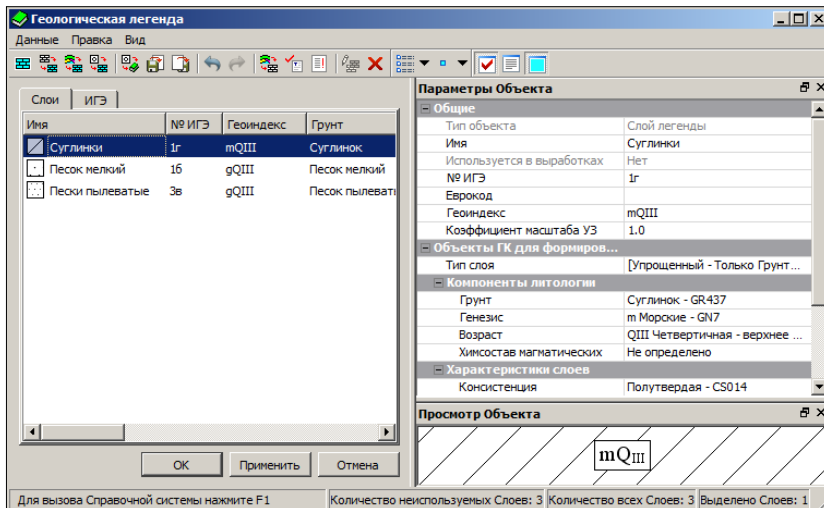 Геологическая легенда
Данные Правка Вид
Слои ИГЭ
Имя № ИГЭ Геоиндекс Грунт
Суглинки 1г mQIII Суглинок
Песок мелкий 1б gQIII Песок мелкий
Пески пылеватые 3в gQIII Песок пылеват
ОК Применить Отмена
Параметры Объекта
Общие
Тип объекта Слой легенды
Имя Суглинки
Используется в выработках Нет
№ ИГЭ 1г
Еврокод
Геоиндекс mQIII
Коэффициент масштаба УЗ 1.0
Объекты ГК для формиров...
Тип слоя [Упрощенный - Только Грунт...
Компоненты литологии
Грунт Суглинок - GR437
Генезис m Морские - GN7
Возраст QIII Четвертичная - верхнее ...
Химсостав магматических Не определено
Характеристики слоев
Консистенция Полутвердая - CS014
Просмотр Объекта
mQIII
Для вызова Справочной системы нажмите F1 Количество неиспользуемых Слоев: 3 Количество всех Слоев: 3 Выделено Слоев: 1